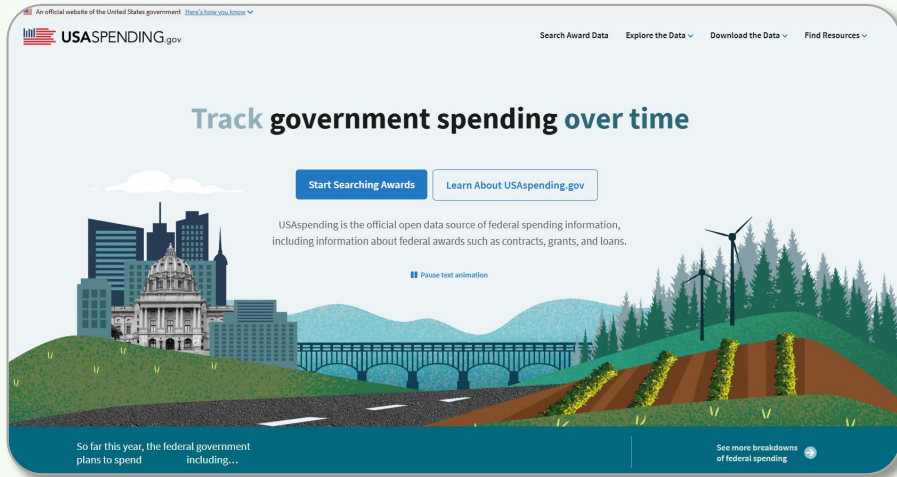 An official website of the United States government Here's how you know
USASPENDING.gov
Search Award Data Explore the Data Download the Data Find Resources
Track government spending over time
Start Searching Awards Learn About USAspending.gov
USAspending is the official open data source of federal spending information,
including information about federal awards such as contracts, grants, and loans.
Pause text animation
So far this year, the federal government
plans to spend including...
See more breakdowns
of federal spending